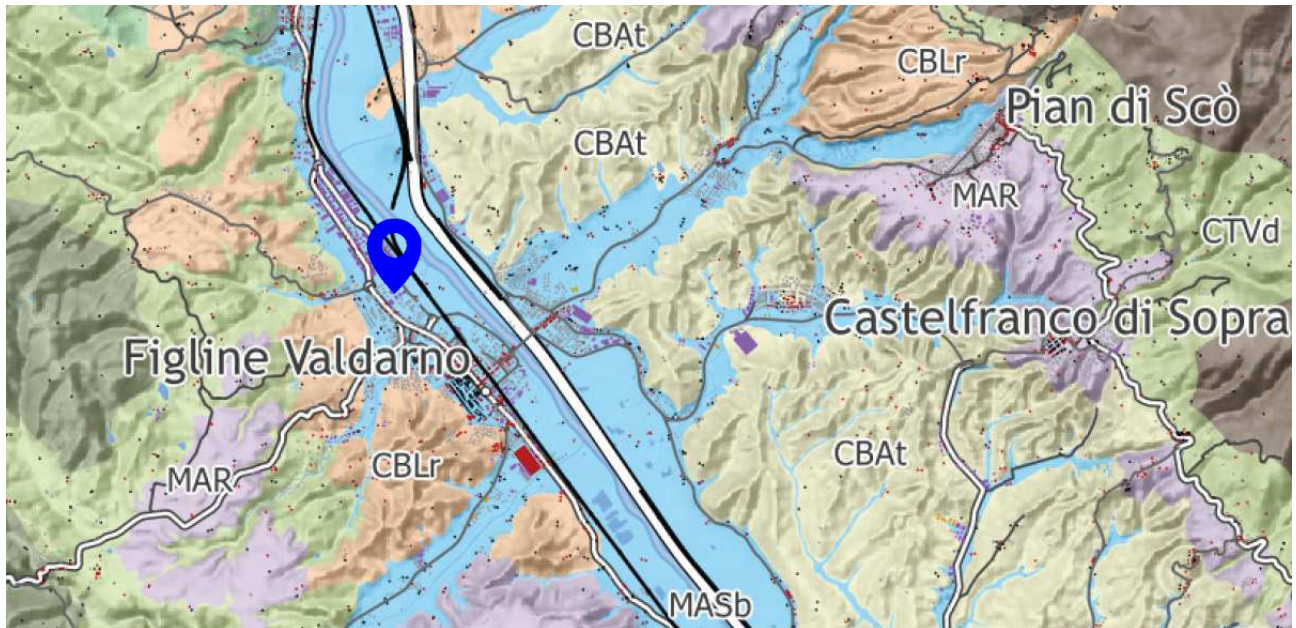 CBAt
CBLr
Pian di Scò
CBAt
MAR
CTVd
Castelfranco di Sopra
Figline Valdarno
MAR
CBLr
CBAt
MASb